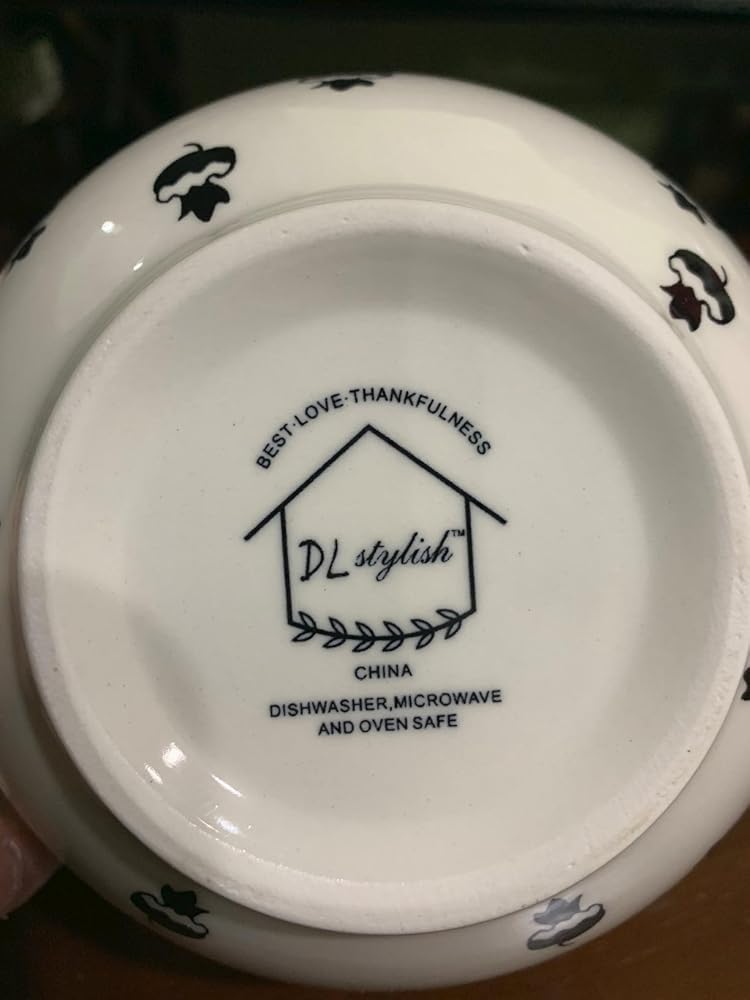 BEST·LOVE·THANKFULNESS
DL stylish™
CHINA
DISHWASHER,MICROWAVE
AND OVEN SAFE